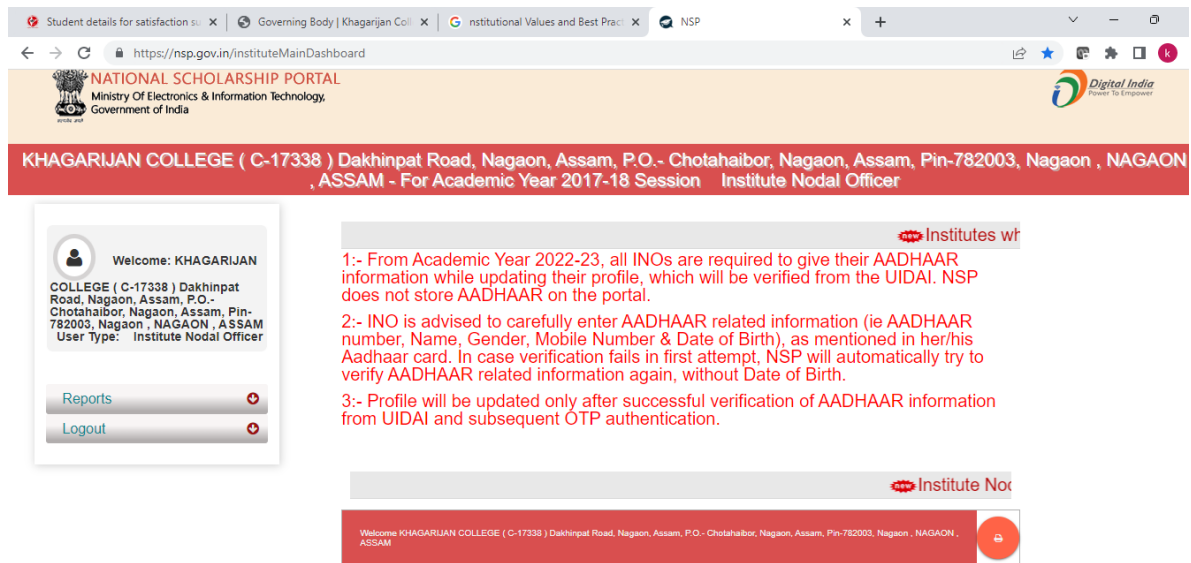 Student details for satisfaction su
Governing Body | Khagarijan Coll
nstitutional Values and Best Pract
NSP
https://nsp.gov.in/instituteMainDashboard
k
NATIONAL SCHOLARSHIP PORTAL
Ministry Of Electronics & Information Technology,
Government of India
Digital India
Power To Empower
KHAGARIJAN COLLEGE ( C-17338 ) Dakhinpat Road, Nagaon, Assam, P.O.- Chotahaibor, Nagaon, Assam, Pin-782003, Nagaon , NAGAON
, ASSAM - For Academic Year 2017-18 Session Institute Nodal Officer
Welcome: KHAGARIJAN
COLLEGE ( C-17338 ) Dakhinpat
Road, Nagaon, Assam, P.O.-
Chotahaibor, Nagaon, Assam, Pin-
782003, Nagaon , NAGAON , ASSAM
User Type: Institute Nodal Officer
Reports
Logout
new Institutes wh
1:- From Academic Year 2022-23, all INOs are required to give their AADHAAR
information while updating their profile, which will be verified from the UIDAI. NSP
does not store AADHAAR on the portal.
2:- INO is advised to carefully enter AADHAAR related information (ie AADHAAR
number, Name, Gender, Mobile Number & Date of Birth), as mentioned in her/his
Aadhaar card. In case verification fails in first attempt, NSP will automatically try to
verify AADHAAR related information again, without Date of Birth.
3:- Profile will be updated only after successful verification of AADHAAR information
from UIDAI and subsequent OTP authentication.
new Institute Noc
Welcome KHAGARIJAN COLLEGE ( C-17338 ) Dakhinpat Road, Nagaon, Assam, P.O.- Chotahaibor, Nagaon, Assam, Pin-782003, Nagaon , NAGAON ,
ASSAM